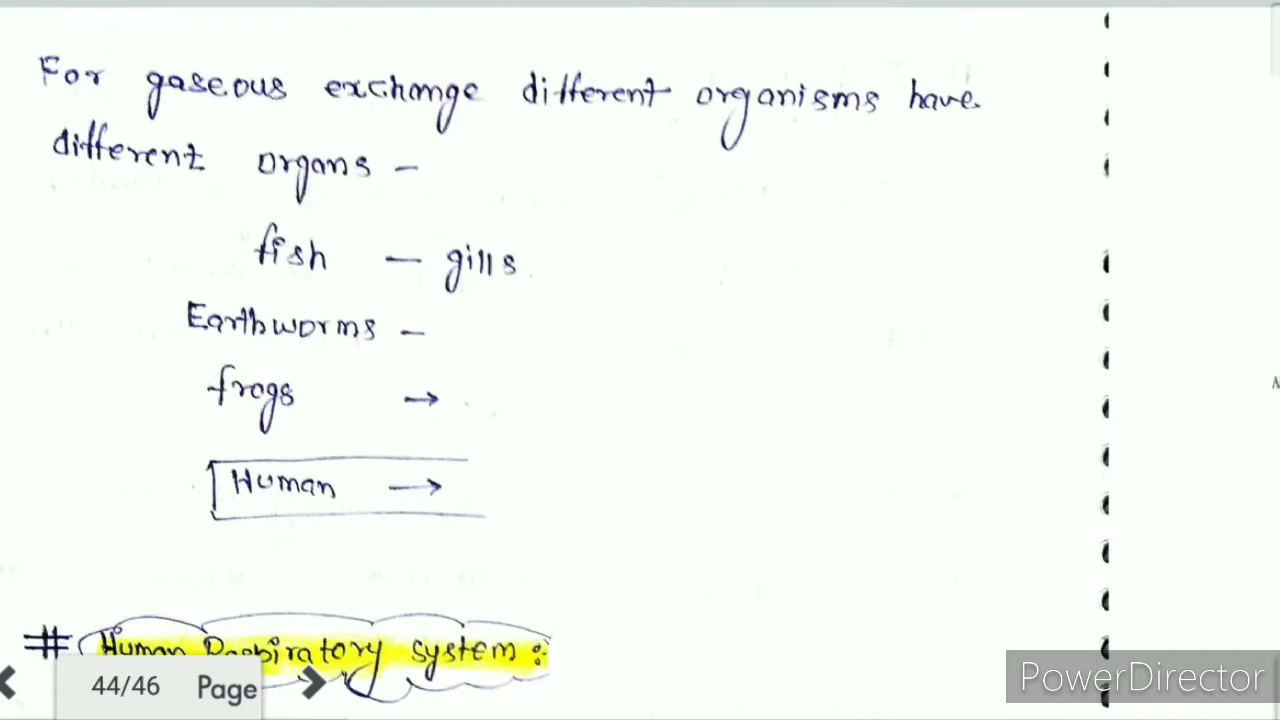 For gaseous exchange different organisms have
different organs –
fish – gills
Earthworms –
frogs →
Human →
# Human Respiratory system :-
44/46 Page
PowerDirector